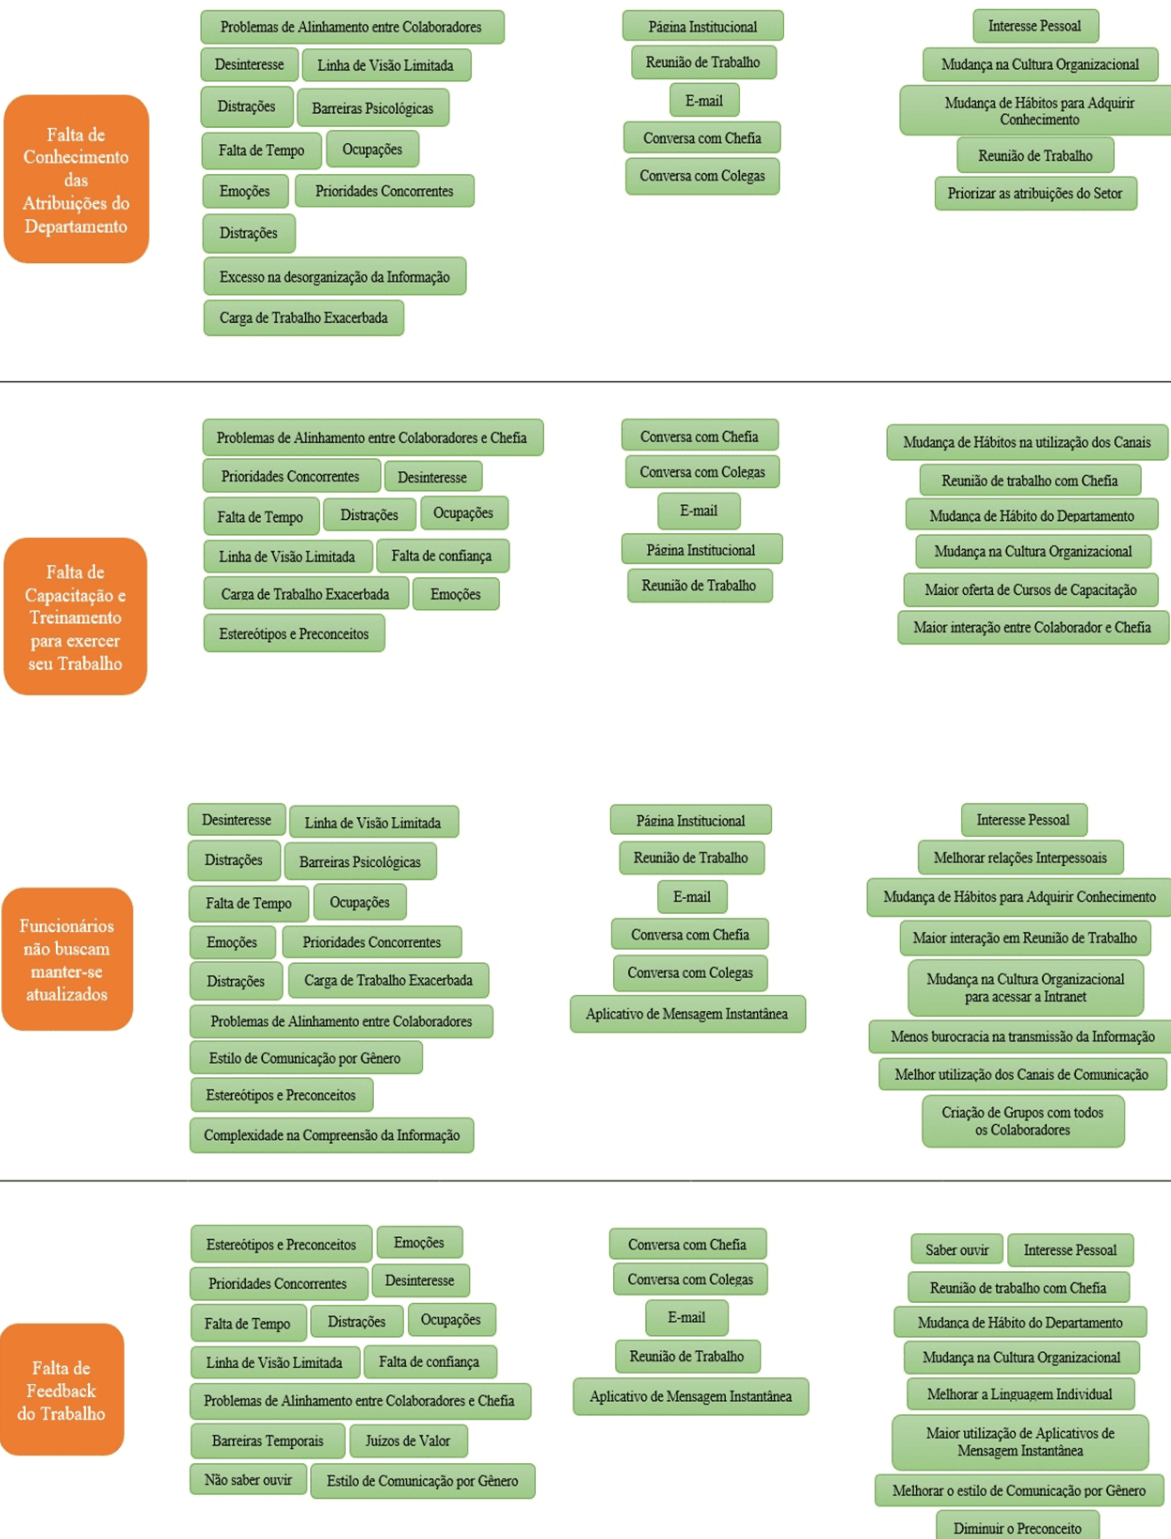 Falta de
Conhecimento
das
Atribuições do
Departamento
Problemas de Alinhamento entre Colaboradores
Desinteresse
Linha de Visão Limitada
Distrações
Barreiras Psicológicas
Falta de Tempo
Ocupações
Emoções
Prioridades Concorrentes
Distrações
Excesso na desorganização da Informação
Carga de Trabalho Exacerbada
Página Institucional
Reunião de Trabalho
E-mail
Conversa com Chefia
Conversa com Colegas
Interesse Pessoal
Mudança na Cultura Organizacional
Mudança de Hábitos para Adquirir
Conhecimento
Reunião de Trabalho
Priorizar as atribuições do Setor
Falta de
Capacitação e
Treinamento
para exercer
seu Trabalho
Problemas de Alinhamento entre Colaboradores e Chefia
Prioridades Concorrentes
Desinteresse
Falta de Tempo
Distrações
Ocupações
Linha de Visão Limitada
Falta de confiança
Carga de Trabalho Exacerbada
Emoções
Estereótipos e Preconceitos
Conversa com Chefia
Conversa com Colegas
E-mail
Página Institucional
Reunião de Trabalho
Mudança de Hábitos na utilização dos Canais
Reunião de trabalho com Chefia
Mudança de Hábito do Departamento
Mudança na Cultura Organizacional
Maior oferta de Cursos de Capacitação
Maior interação entre Colaborador e Chefia
Funcionários
não buscam
manter-se
atualizados
Desinteresse
Linha de Visão Limitada
Distrações
Barreiras Psicológicas
Falta de Tempo
Ocupações
Emoções
Prioridades Concorrentes
Distrações
Carga de Trabalho Exacerbada
Problemas de Alinhamento entre Colaboradores
Estilo de Comunicação por Gênero
Estereótipos e Preconceitos
Complexidade na Compreensão da Informação
Página Institucional
Reunião de Trabalho
E-mail
Conversa com Chefia
Conversa com Colegas
Aplicativo de Mensagem Instantânea
Interesse Pessoal
Melhorar relações Interpessoais
Mudança de Hábitos para Adquirir Conhecimento
Maior interação em Reunião de Trabalho
Mudança na Cultura Organizacional
para acessar a Intranet
Menos burocracia na transmissão da Informação
Melhor utilização dos Canais de Comunicação
Criação de Grupos com todos
os Colaboradores
Falta de
Feedback
do Trabalho
Estereótipos e Preconceitos
Emoções
Prioridades Concorrentes
Desinteresse
Falta de Tempo
Distrações
Ocupações
Linha de Visão Limitada
Falta de confiança
Problemas de Alinhamento entre Colaboradores e Chefia
Barreiras Temporais
Juízos de Valor
Não saber ouvir
Estilo de Comunicação por Gênero
Conversa com Chefia
Conversa com Colegas
E-mail
Reunião de Trabalho
Aplicativo de Mensagem Instantânea
Saber ouvir
Interesse Pessoal
Reunião de trabalho com Chefia
Mudança de Hábito do Departamento
Mudança na Cultura Organizacional
Melhorar a Linguagem Individual
Maior utilização de Aplicativos de
Mensagem Instantânea
Melhorar o estilo de Comunicação por Gênero
Diminuir o Preconceito